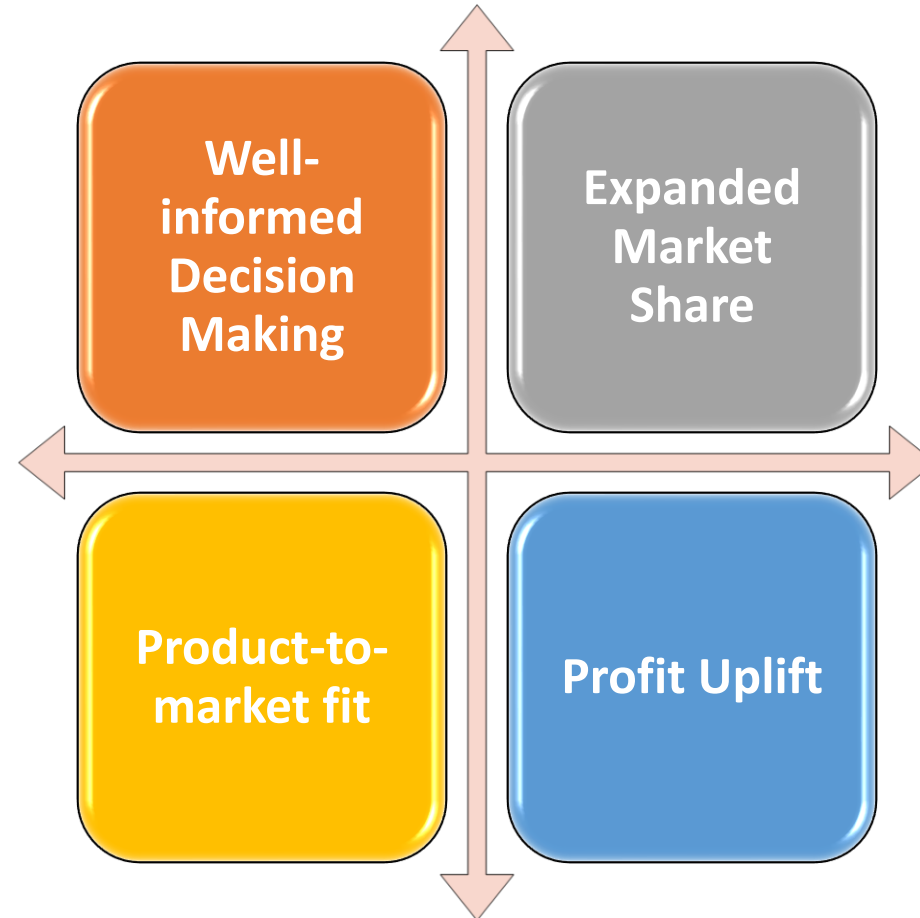 Well-
informed
Decision
Making
Expanded
Market
Share
Product-to-
market fit
Profit Uplift